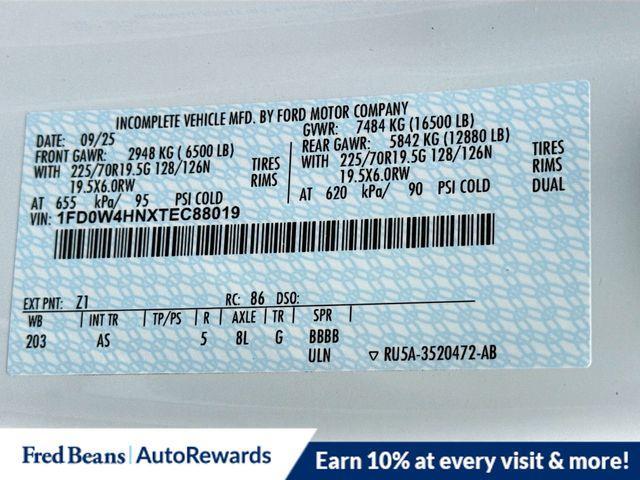 INCOMPLETE VEHICLE MFD. BY FORD MOTOR COMPANY
DATE: 09/25 GVWR: 7484 KG (16500 LB)
FRONT GAWR: 2948 KG ( 6500 LB) REAR GAWR: 5842 KG (12880 LB)
WITH 225/70R19.5G 128/126N TIRES WITH 225/70R19.5G 128/126N TIRES
19.5X6.0RW RIMS 19.5X6.0RW RIMS
AT 655 kPa/ 95 PSI COLD AT 620 kPa/ 90 PSI COLD DUAL
VIN: 1FD0W4HNXTEC88019
EXT PNT: Z1 RC: 86 DSO:
WB INT TR TP/PS R AXLE TR SPR
203 AS 5 8L G BBBB
ULN ▽ RU5A-3520472-AB
Fred Beans AutoRewards Earn 10% at every visit & more!